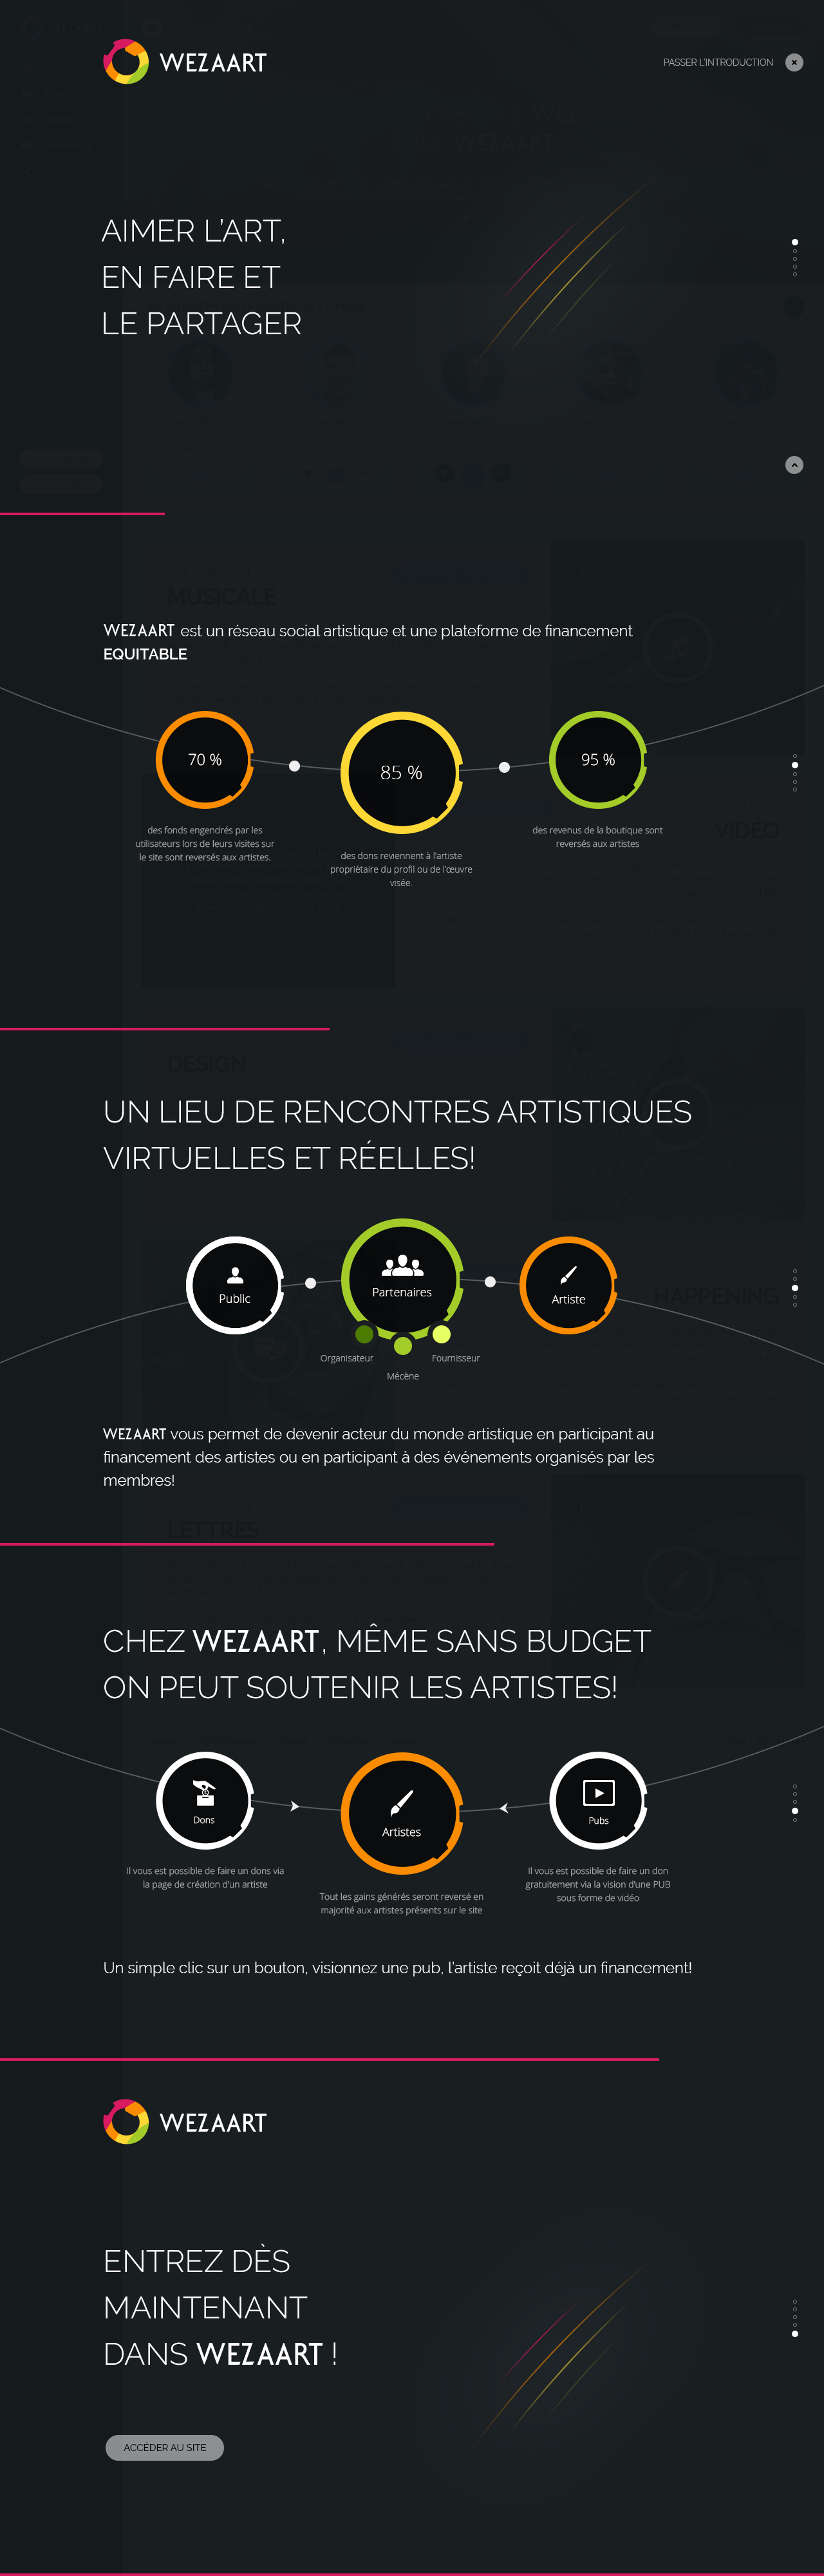 WEZAART
PASSER L'INTRODUCTION
AIMER L'ART,
EN FAIRE ET
LE PARTAGER
MUSICALE
WEZAART est un réseau social artistique et une plateforme de financement
EQUITABLE
70 %
85 %
95 %
des fonds engendrés par les
utilisateurs lors de leurs visites sur
le site sont reversés aux artistes.
des dons reviennent à l'artiste
propriétaire du profil ou de l'œuvre
visée.
des revenus de la boutique sont
reversés aux artistes
VIDÉO
DESIGN
UN LIEU DE RENCONTRES ARTISTIQUES
VIRTUELLES ET RÉELLES!
Public
Partenaires
Artiste
HAPPENING
Organisateur
Mécène
Fournisseur
WEZAART vous permet de devenir acteur du monde artistique en participant au
financement des artistes ou en participant à des événements organisés par les
membres!
LETTRES
CHEZ WEZAART, MÊME SANS BUDGET
ON PEUT SOUTENIR LES ARTISTES!
Dons
Artistes
Pubs
Il vous est possible de faire un dons via
la page de création d'un artiste
Tout les gains générés seront reversé en
majorité aux artistes présents sur le site
Il vous est possible de faire un don
gratuitement via la vision d'une PUB
sous forme de vidéo
Un simple clic sur un bouton, visionnez une pub, l'artiste reçoit déjà un financement!
WEZAART
ENTREZ DÈS
MAINTENANT
DANS WEZAART !
ACCÉDER AU SITE